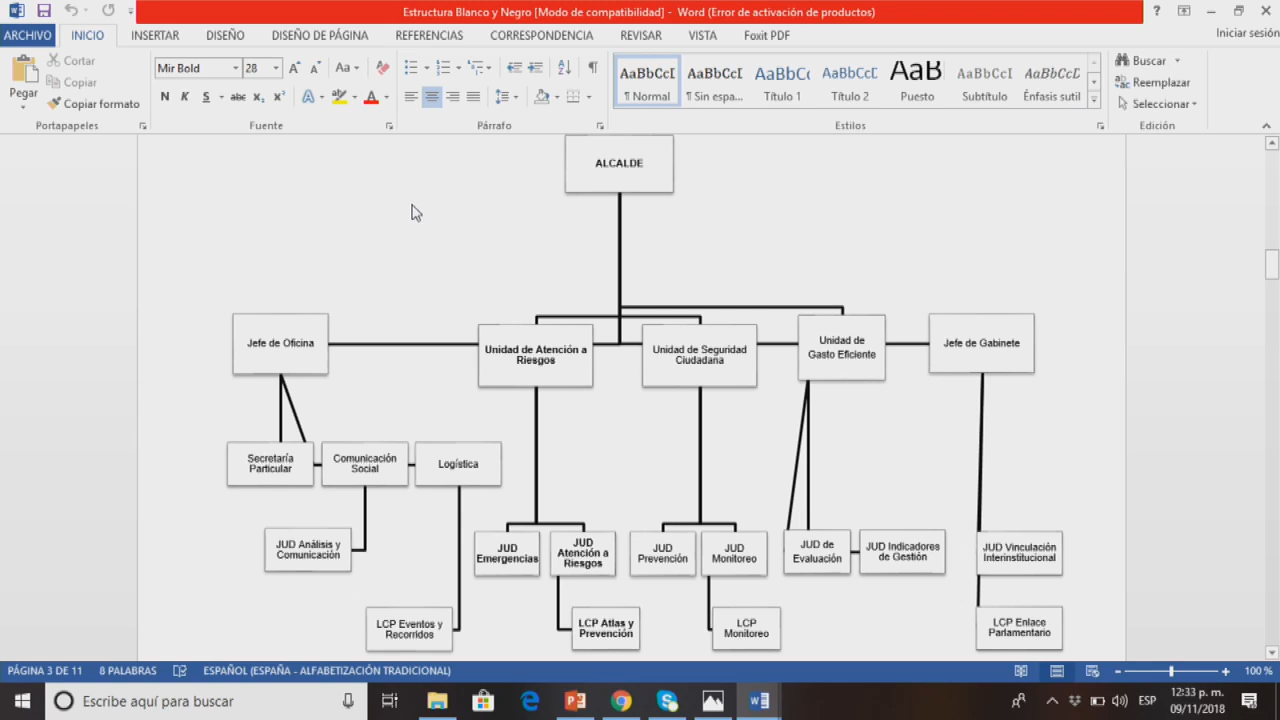 Estructura Blanco y Negro [Modo de compatibilidad] - Word (Error de activación de productos)
ARCHIVO INICIO INSERTAR DISEÑO DISEÑO DE PÁGINA REFERENCIAS CORRESPONDENCIA REVISAR VISTA Foxit PDF Iniciar sesión
Pegar
Cortar
Copiar
Copiar formato
Portapapeles
Mir Bold 28
N K S abc x₂ x²
Fuente
Párrafo
AaBbCcI
¶ Normal
AaBbCcI
¶ Sin espa...
AaBbC
Título 1
AaBbCcI
Título 2
AaB
Puesto
AaBbCcI
Subtítulo
AaBbCcI
Énfasis sutil
Estilos
Buscar
Reemplazar
Seleccionar
Edición
ALCALDE
Jefe de Oficina
Unidad de Atención a
Riesgos
Unidad de Seguridad
Ciudadana
Unidad de
Gasto Eficiente
Jefe de Gabinete
Secretaría
Particular
Comunicación
Social
Logística
JUD Análisis y
Comunicación
JUD
Emergencias
JUD
Atención a
Riesgos
JUD
Prevención
JUD
Monitoreo
JUD de
Evaluación
JUD Indicadores
de Gestión
JUD Vinculación
Interinstitucional
LCP Eventos y
Recorridos
LCP Atlas y
Prevención
LCP
Monitoreo
LCP Enlace
Parlamentario
PÁGINA 3 DE 11 8 PALABRAS ESPAÑOL (ESPAÑA - ALFABETIZACIÓN TRADICIONAL) 100 %
Escribe aquí para buscar
ESP
12:33 p. m.
09/11/2018